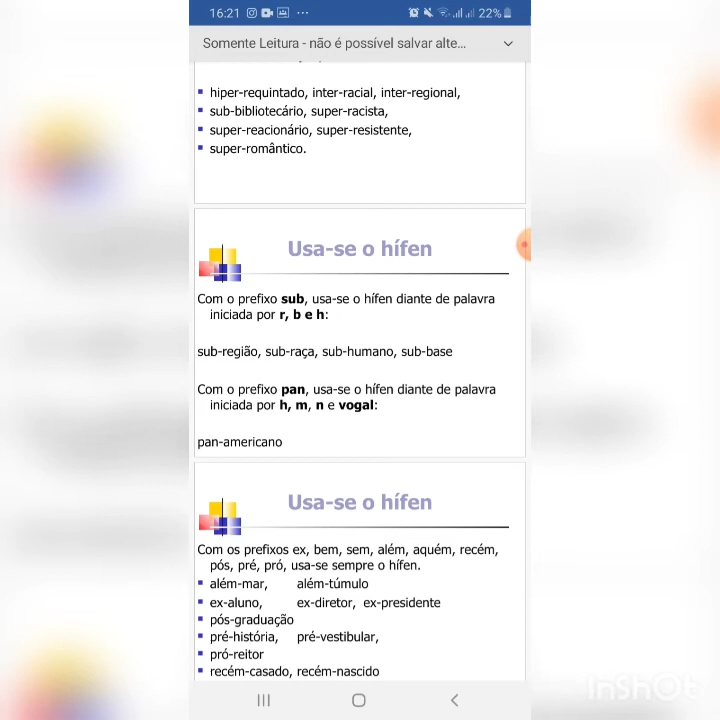 16:21
22%
Somente Leitura - não é possível salvar alte...
hiper-requintado, inter-racial, inter-regional,
sub-bibliotecário, super-racista,
super-reacionário, super-resistente,
super-romântico.
Usa-se o hífen
Com o prefixo sub, usa-se o hífen diante de palavra
iniciada por r, b e h:
sub-região, sub-raça, sub-humano, sub-base
Com o prefixo pan, usa-se o hífen diante de palavra
iniciada por h, m, n e vogal:
pan-americano
Usa-se o hífen
Com os prefixos ex, bem, sem, além, aquém, recém,
pós, pré, pró, usa-se sempre o hífen.
além-mar, além-túmulo
ex-aluno, ex-diretor, ex-presidente
pós-graduação
pré-história, pré-vestibular,
pró-reitor
recém-casado, recém-nascido
InShOt